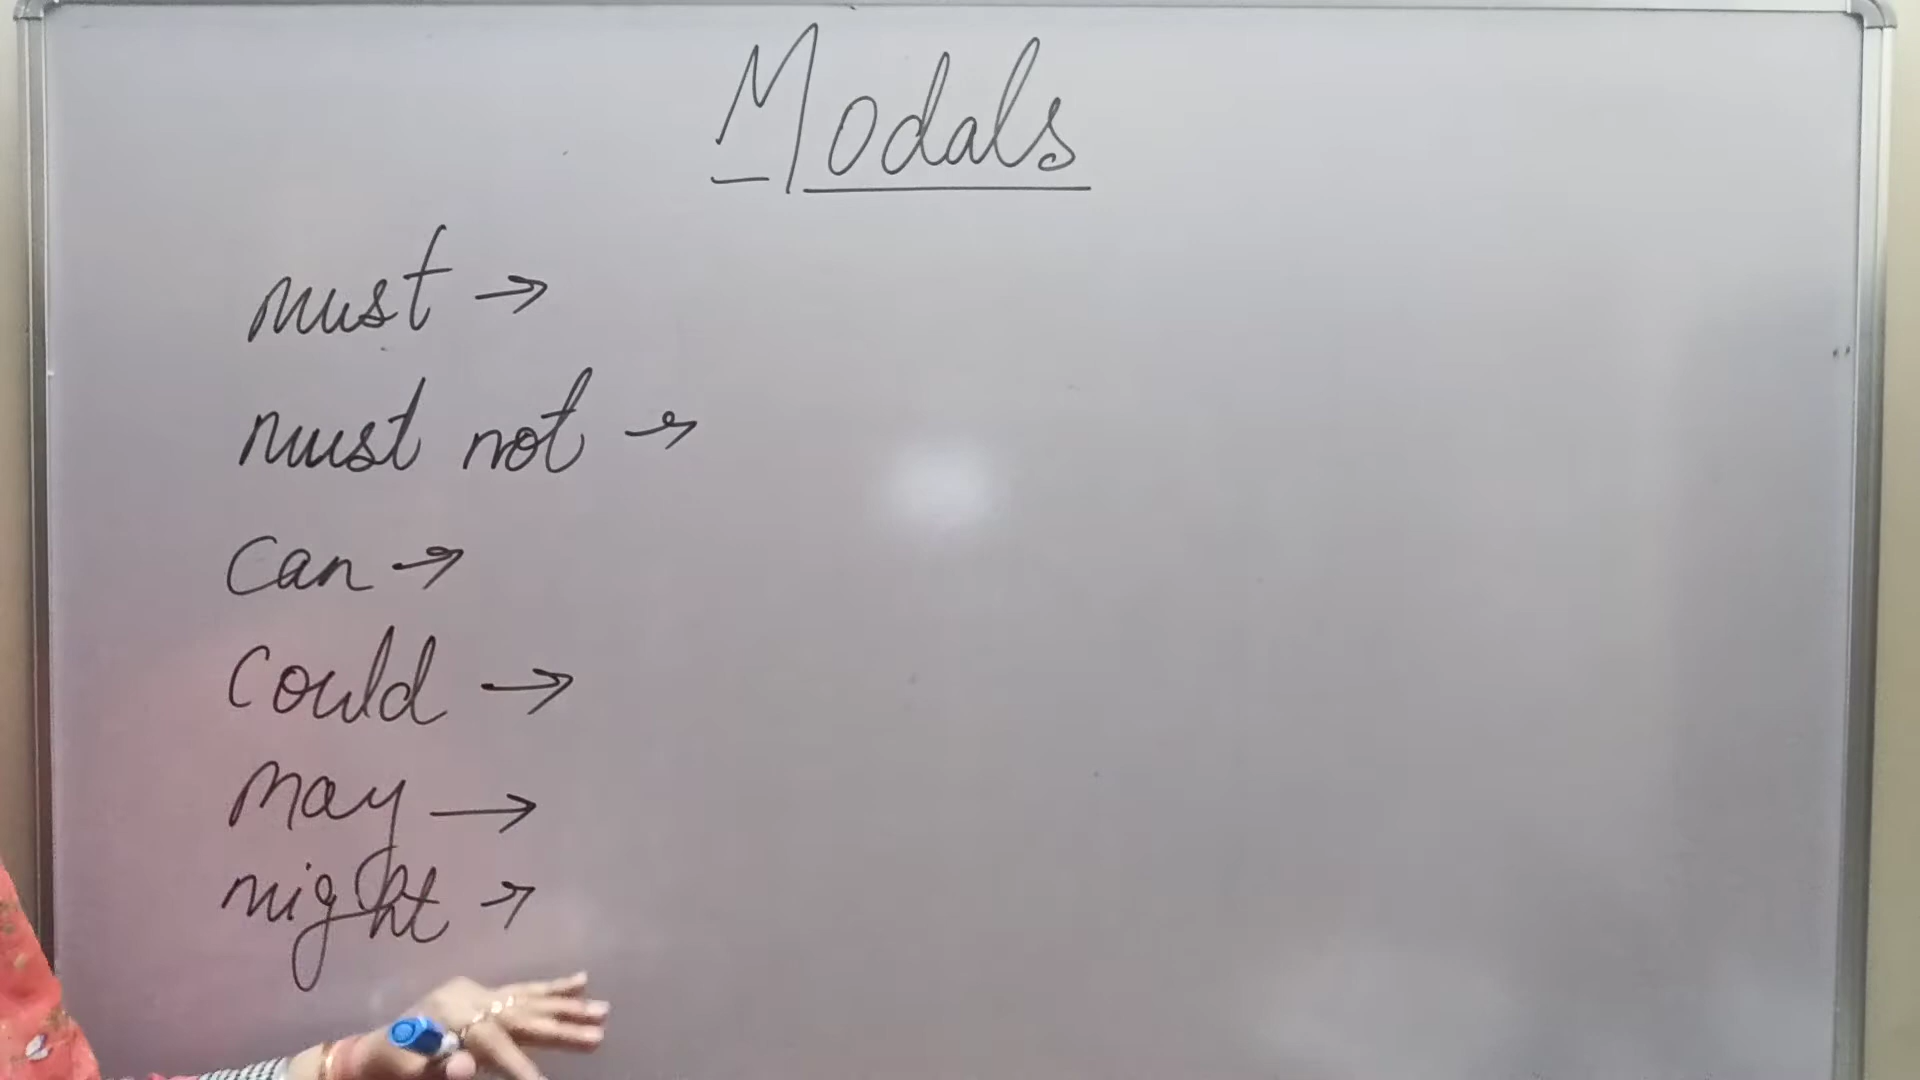 Modals
must →
must not →
can →
could →
may →
might →